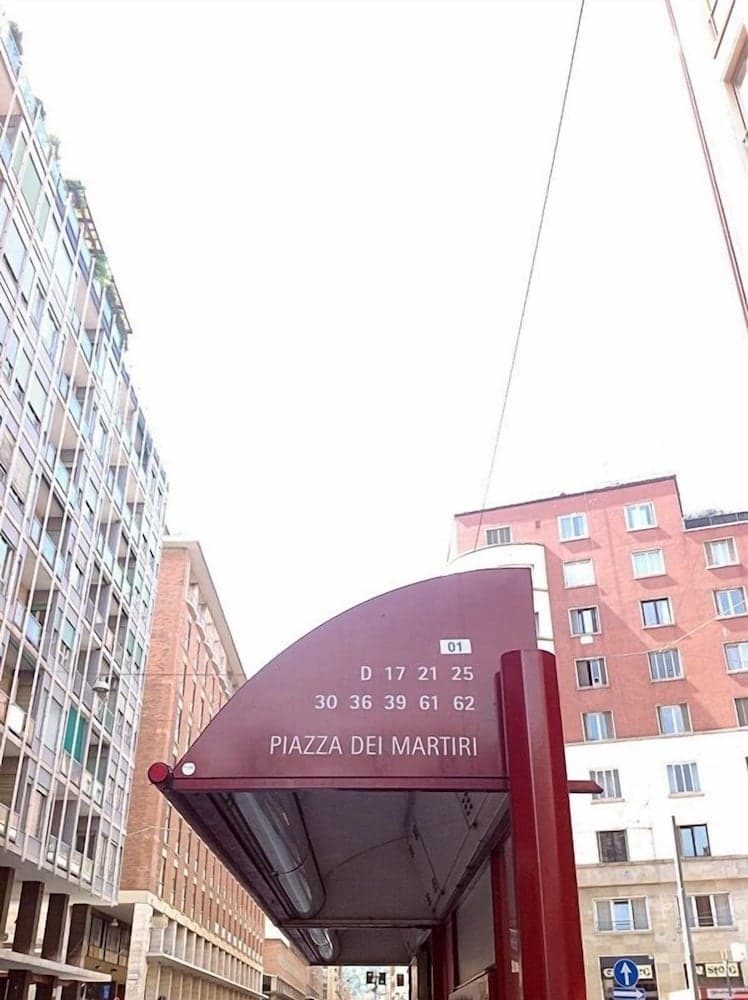 01
D 17 21 25
30 36 39 61 62
PIAZZA DEI MARTIRI